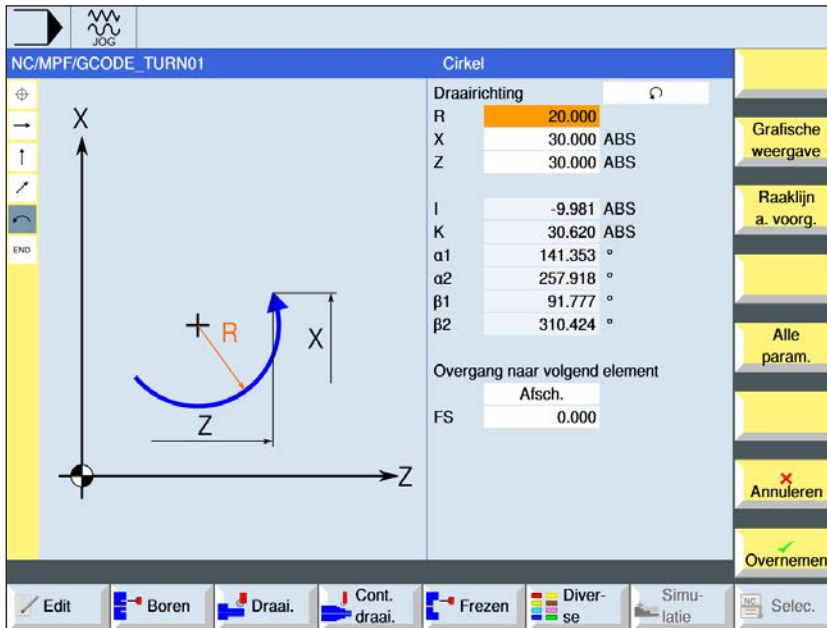 JOG
NC/MPF/GCODE_TURN01
Cirkel
END
X
R
X
Z
Z
Draairichting
R 20.000
X 30.000 ABS
Z 30.000 ABS
I -9.981 ABS
K 30.620 ABS
α1 141.353 °
α2 257.918 °
β1 91.777 °
β2 310.424 °
Overgang naar volgend element
Afsch.
FS 0.000
Grafische
weergave
Raaklijn
a. voorg.
Alle
param.
Annuleren
Overnemen
Edit
Boren
Draai.
Cont.
draai.
Frezen
Diver-
se
Simu-
latie
NC
Selec.